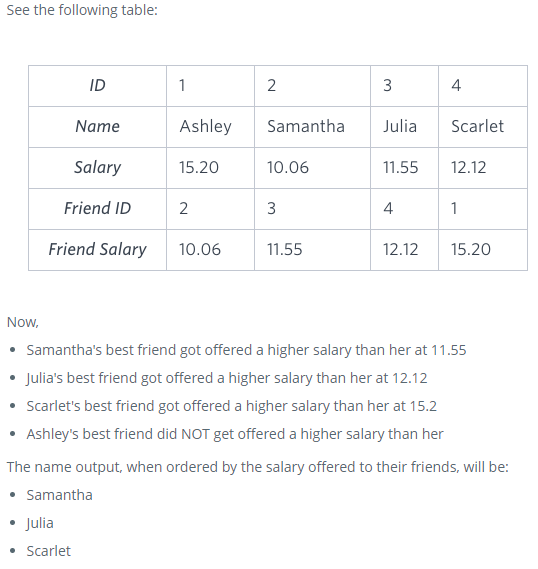 See the following table:
ID 1 2 3 4
Name Ashley Samantha Julia Scarlet
Salary 15.20 10.06 11.55 12.12
Friend ID 2 3 4 1
Friend Salary 10.06 11.55 12.12 15.20
Now,
• Samantha's best friend got offered a higher salary than her at 11.55
• Julia's best friend got offered a higher salary than her at 12.12
• Scarlet's best friend got offered a higher salary than her at 15.2
• Ashley's best friend did NOT get offered a higher salary than her
The name output, when ordered by the salary offered to their friends, will be:
• Samantha
• Julia
• Scarlet